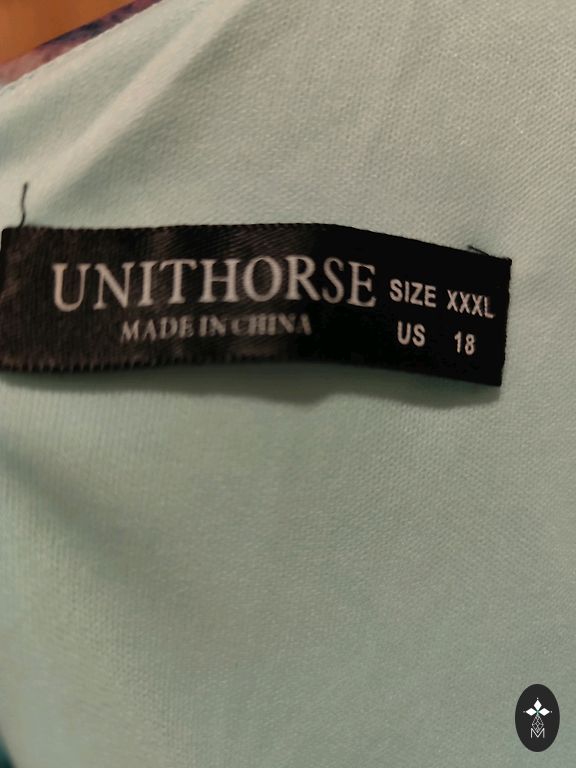 UNITHORSE
MADE IN CHINA
SIZE XXXL
US 18
M